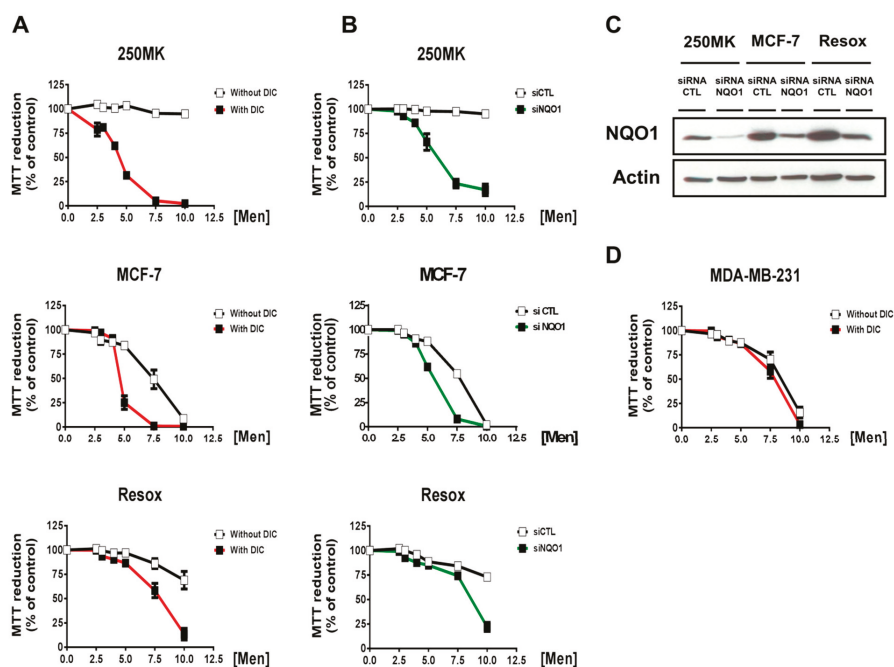 A
250MK
MTT reduction
(% of control)
125
100
75
50
25
0
0.0 2.5 5.0 7.5 10.0 12.5
[Men]
Without DIC
With DIC
MCF-7
MTT reduction
(% of control)
125
100
75
50
25
0
0.0 2.5 5.0 7.5 10.0 12.5
[Men]
Without DIC
With DIC
Resox
MTT reduction
(% of control)
125
100
75
50
25
0
0.0 2.5 5.0 7.5 10.0 12.5
[Men]
Without DIC
With DIC
B
250MK
MTT reduction
(% of control)
125
100
75
50
25
0
0.0 2.5 5.0 7.5 10.0 12.5
[Men]
siCTL
siNQO1
MCF-7
MTT reduction
(% of control)
125
100
75
50
25
0
0.0 2.5 5.0 7.5 10.0 12.5
[Men]
si CTL
si NQO1
Resox
MTT reduction
(% of control)
125
100
75
50
25
0
0.0 2.5 5.0 7.5 10.0 12.5
[Men]
siCTL
siNQO1
C
250MK MCF-7 Resox
siRNA siRNA siRNA siRNA siRNA siRNA
CTL NQO1 CTL NQO1 CTL NQO1
NQO1
Actin
D
MDA-MB-231
MTT reduction
(% of control)
125
100
75
50
25
0
0.0 2.5 5.0 7.5 10.0 12.5
[Men]
Without DIC
With DIC